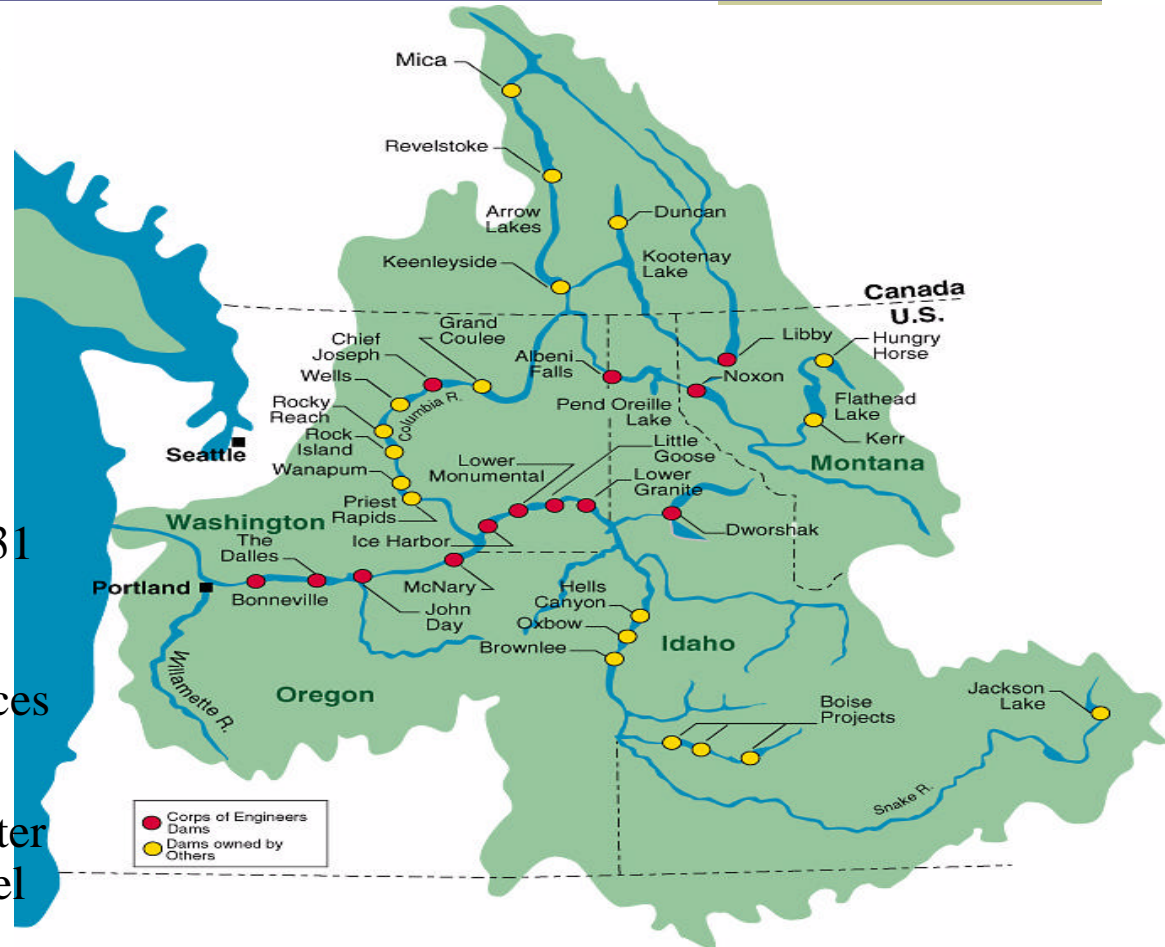 Mica
Revelstoke
Arrow
Lakes
Duncan
Keenleyside
Kootenay
Lake
Canada
U.S.
Grand
Coulee
Chief
Joseph
Albeni
Falls
Libby
Hungry
Horse
Wells
Noxon
Rocky
Reach
Columbia R.
Pend Oreille
Lake
Flathead
Lake
Rock
Island
Little
Goose
Kerr
Seattle
Wanapum
Lower
Monumental
Lower
Granite
Montana
Priest
Rapids
Washington
Ice Harbor
Dworshak
31
The
Dalles
Portland
Bonneville
McNary
John
Day
Hells
Canyon
Oxbow
Brownlee
Idaho
Willamette R.
Oregon
ces
Boise
Projects
Jackson
Lake
Snake R.
Corps of Engineers
Dams
Dams owned by
Others
ter
el